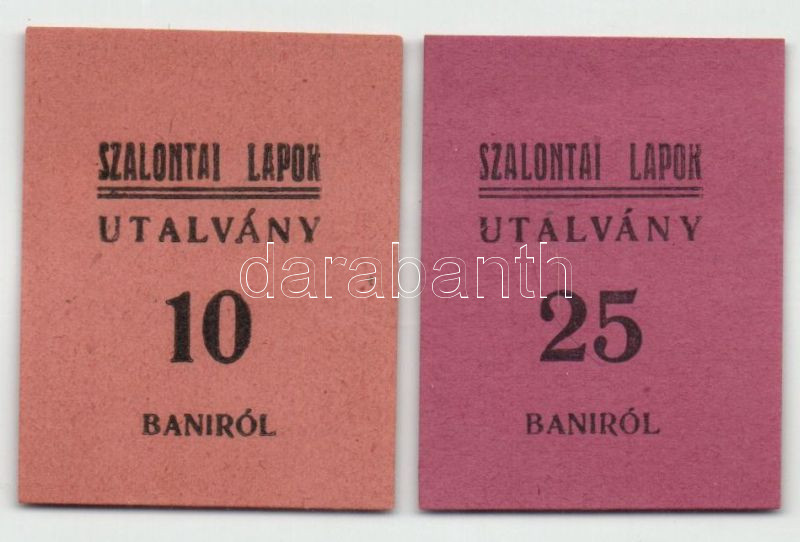 SZALONTAI LAPOK
UTALVÁNY
10
BANIRÓL
SZALONTAI LAPOK
UTALVÁNY
25
BANIRÓL
darabanth